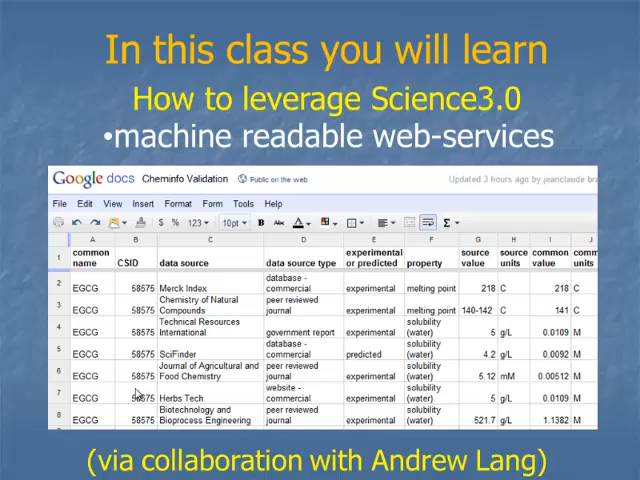 In this class you will learn
How to leverage Science3.0
•machine readable web-services
Google docs Cheminfo Validation Public on the web Updated 3 hours ago by jeanclaude.bra
File Edit View Insert Format Form Tools Help
$ % 123 10pt B Abc A Σ
A B C D E F G H I J
1 common name CSID data source data source type experimental or predicted property source value source units common value comm units
2 EGCG 58575 Merck Index database - commercial experimental melting point 218 C 218 C
3 EGCG 58575 Chemistry of Natural Compounds peer reviewed journal experimental melting point 140-142 C 141 C
4 EGCG 58575 Technical Resources International government report experimental solubility (water) 5 g/L 0.0109 M
5 EGCG 58575 SciFinder database - commercial predicted solubility (water) 4.2 g/L 0.0092 M
6 EGCG 58575 Journal of Agricultural and Food Chemistry peer reviewed journal experimental solubility (water) 5.12 mM 0.00512 M
7 EGCG 58575 Herbs Tech website - commercial experimental solubility (water) 5 g/L 0.0109 M
8 EGCG 58575 Biotechnology and Bioprocess Engineering peer reviewed journal experimental solubility (water) 521.7 g/L 1.1382 M
(via collaboration with Andrew Lang)